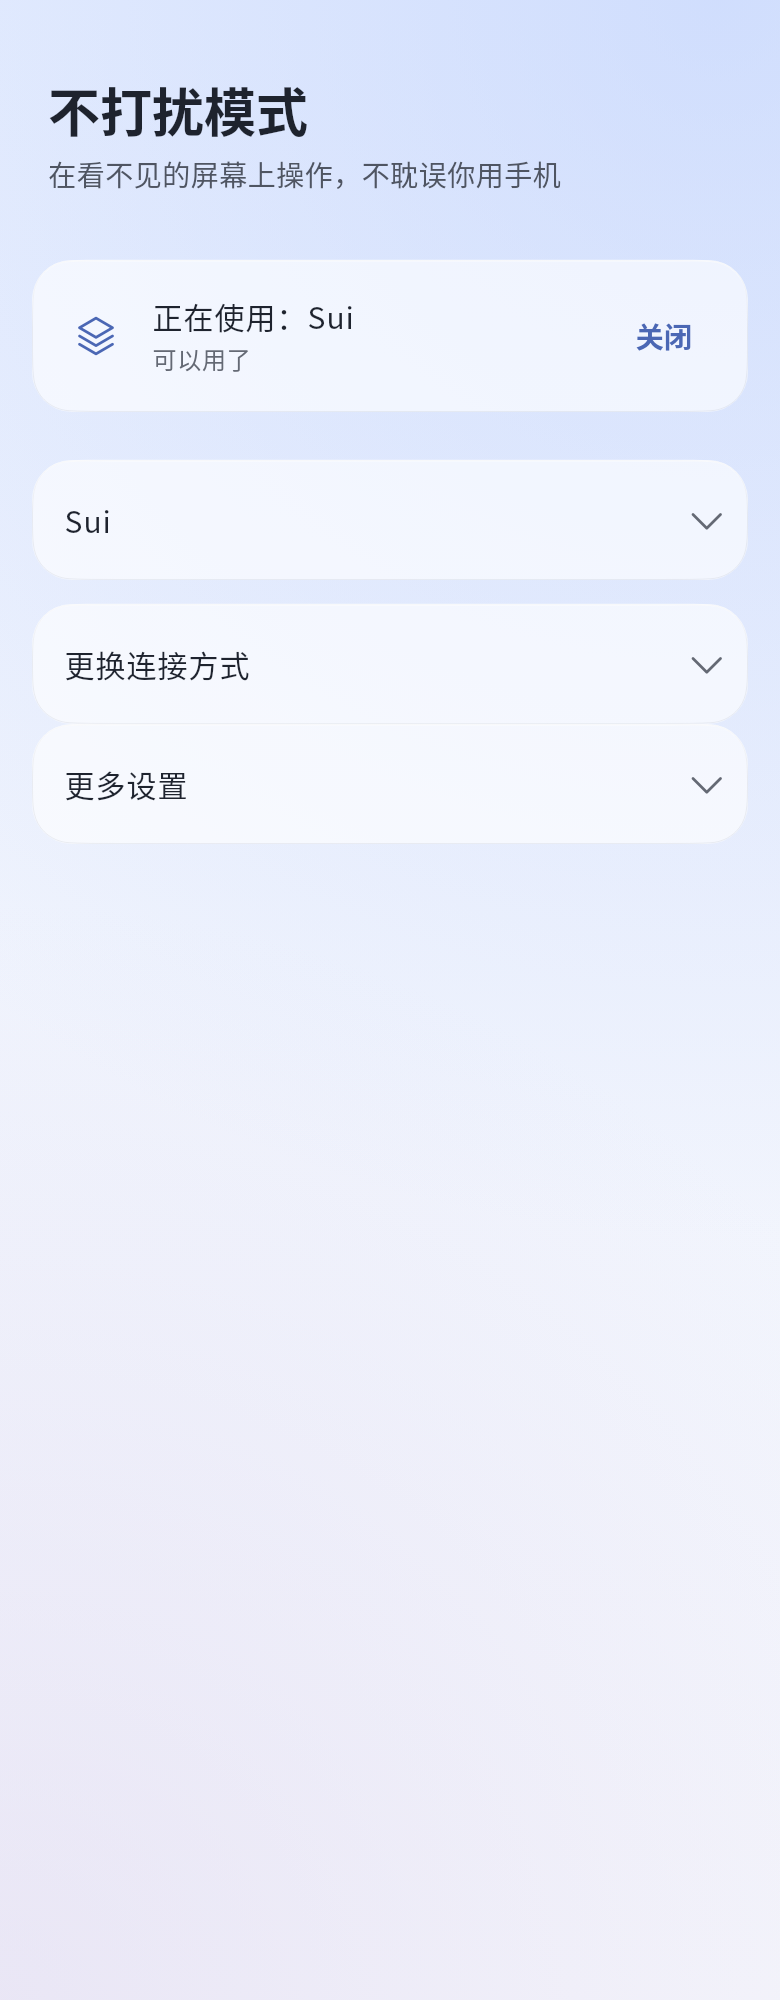 不打扰模式
在看不见的屏幕上操作，不耽误你用手机
正在使用：Sui
可以用了
关闭
Sui
更换连接方式
更多设置